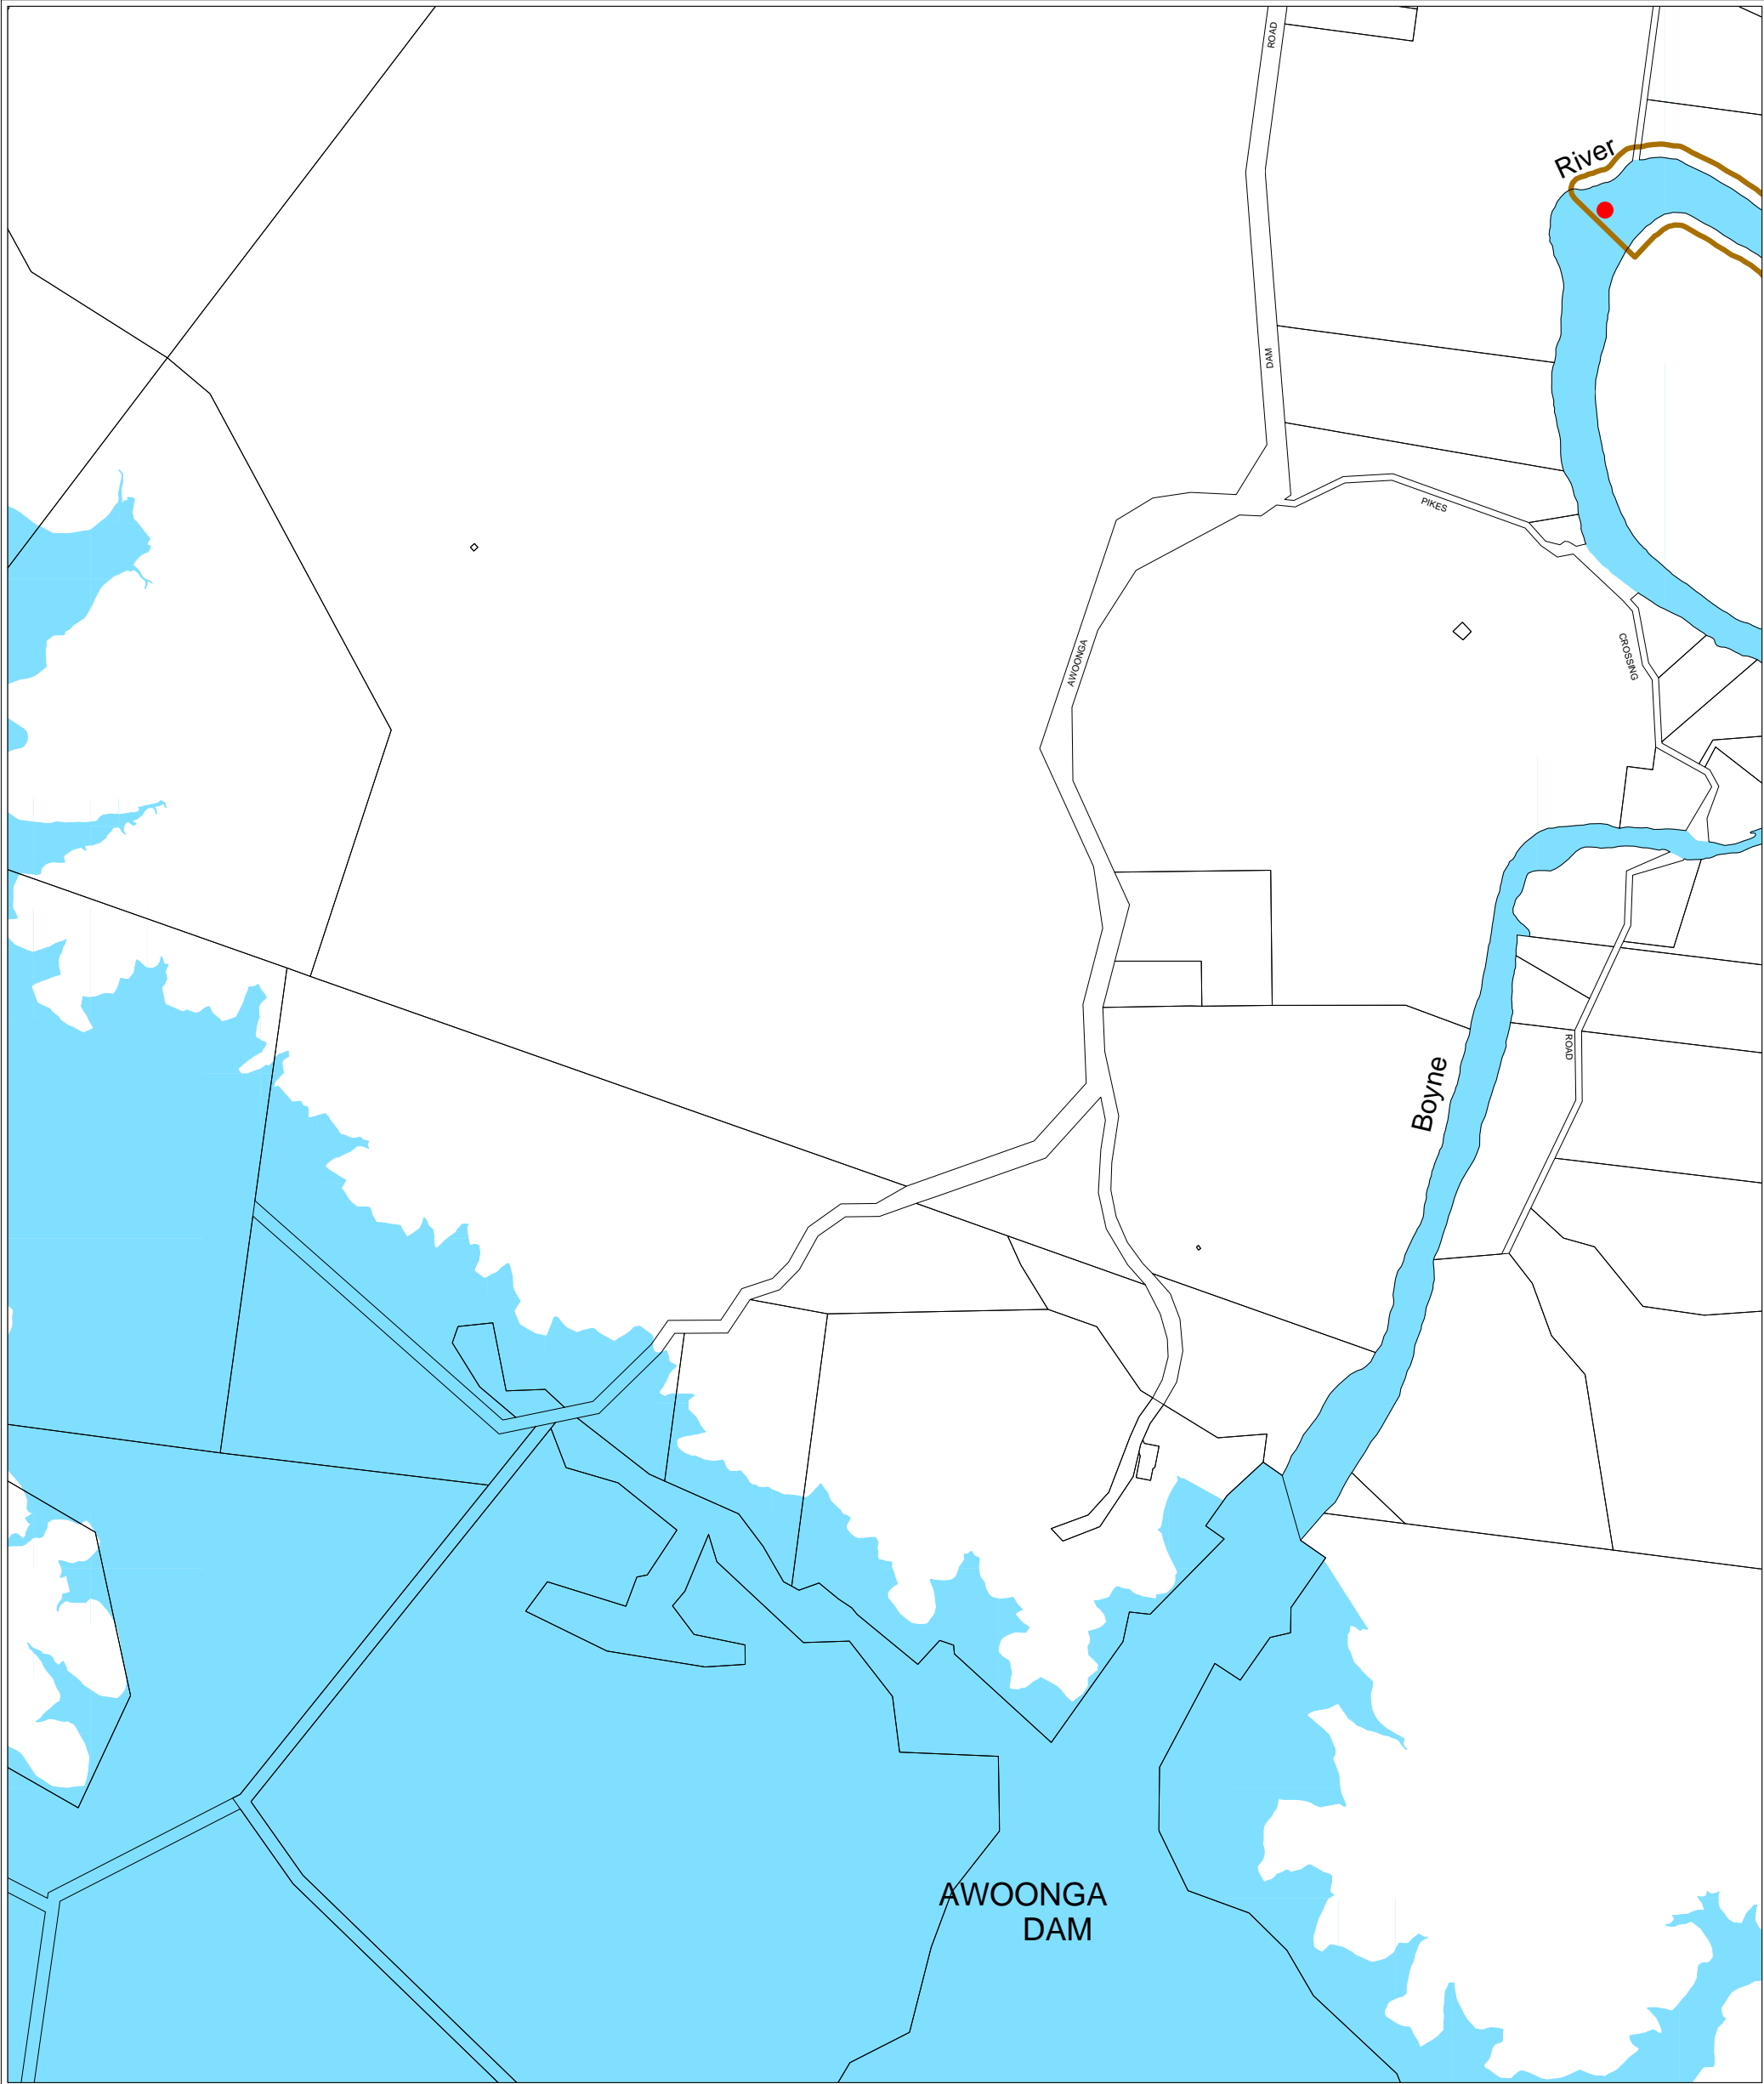 ROAD
River
DAM
PIKES
AWOONGA
CROSSING
ROAD
Boyne
AWOONGA
DAM